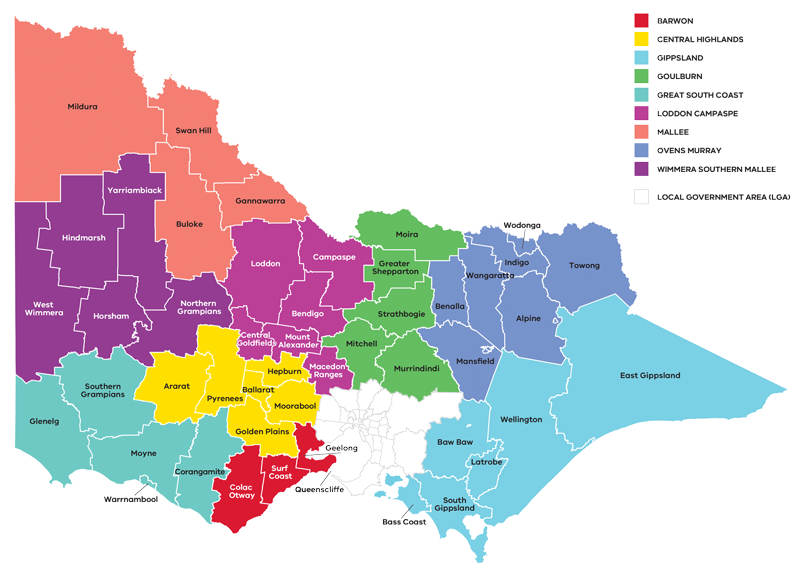 BARWON
CENTRAL HIGHLANDS
GIPPSLAND
GOULBURN
GREAT SOUTH COAST
LODDON CAMPASPE
MALLEE
OVENS MURRAY
WIMMERA SOUTHERN MALLEE
LOCAL GOVERNMENT AREA (LGA)
Mildura
Swan Hill
Yarriambiack
Gannawarra
Buloke
Hindmarsh
Moira
Wodonga
Loddon
Campaspe
Greater
Shepparton
Indigo
Wangaratta
Towong
West
Wimmera
Horsham
Northern
Grampians
Bendigo
Strathbogie
Benalla
Alpine
Central
Goldfields
Mount
Alexander
Mitchell
Macedon
Ranges
Murrindindi
Mansfield
East Gippsland
Southern
Grampians
Ararat
Hepburn
Ballarat
Pyrenees
Moorabool
Glenelg
Golden Plains
Wellington
Moyne
Geelong
Baw Baw
Latrobe
Corangamite
Surf
Coast
Colac
Otway
Queenscliffe
Warrnambool
South
Gippsland
Bass Coast